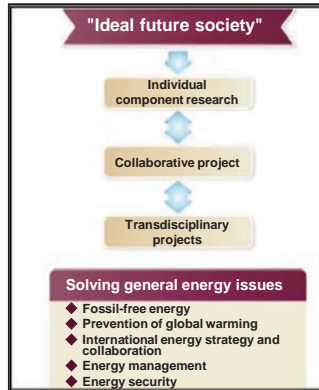 "Ideal future society"
Individual
component research
Collaborative project
Transdisciplinary
projects
Solving general energy issues
◆ Fossil-free energy
◆ Prevention of global warming
◆ International energy strategy and
collaboration
◆ Energy management
◆ Energy security